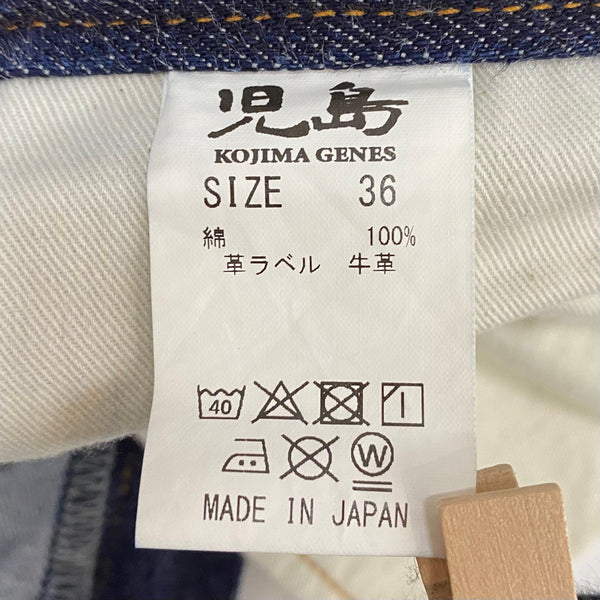 児島
KOJIMA GENES
SIZE 36
綿 100%
革ラベル 牛革
40
W
MADE IN JAPAN